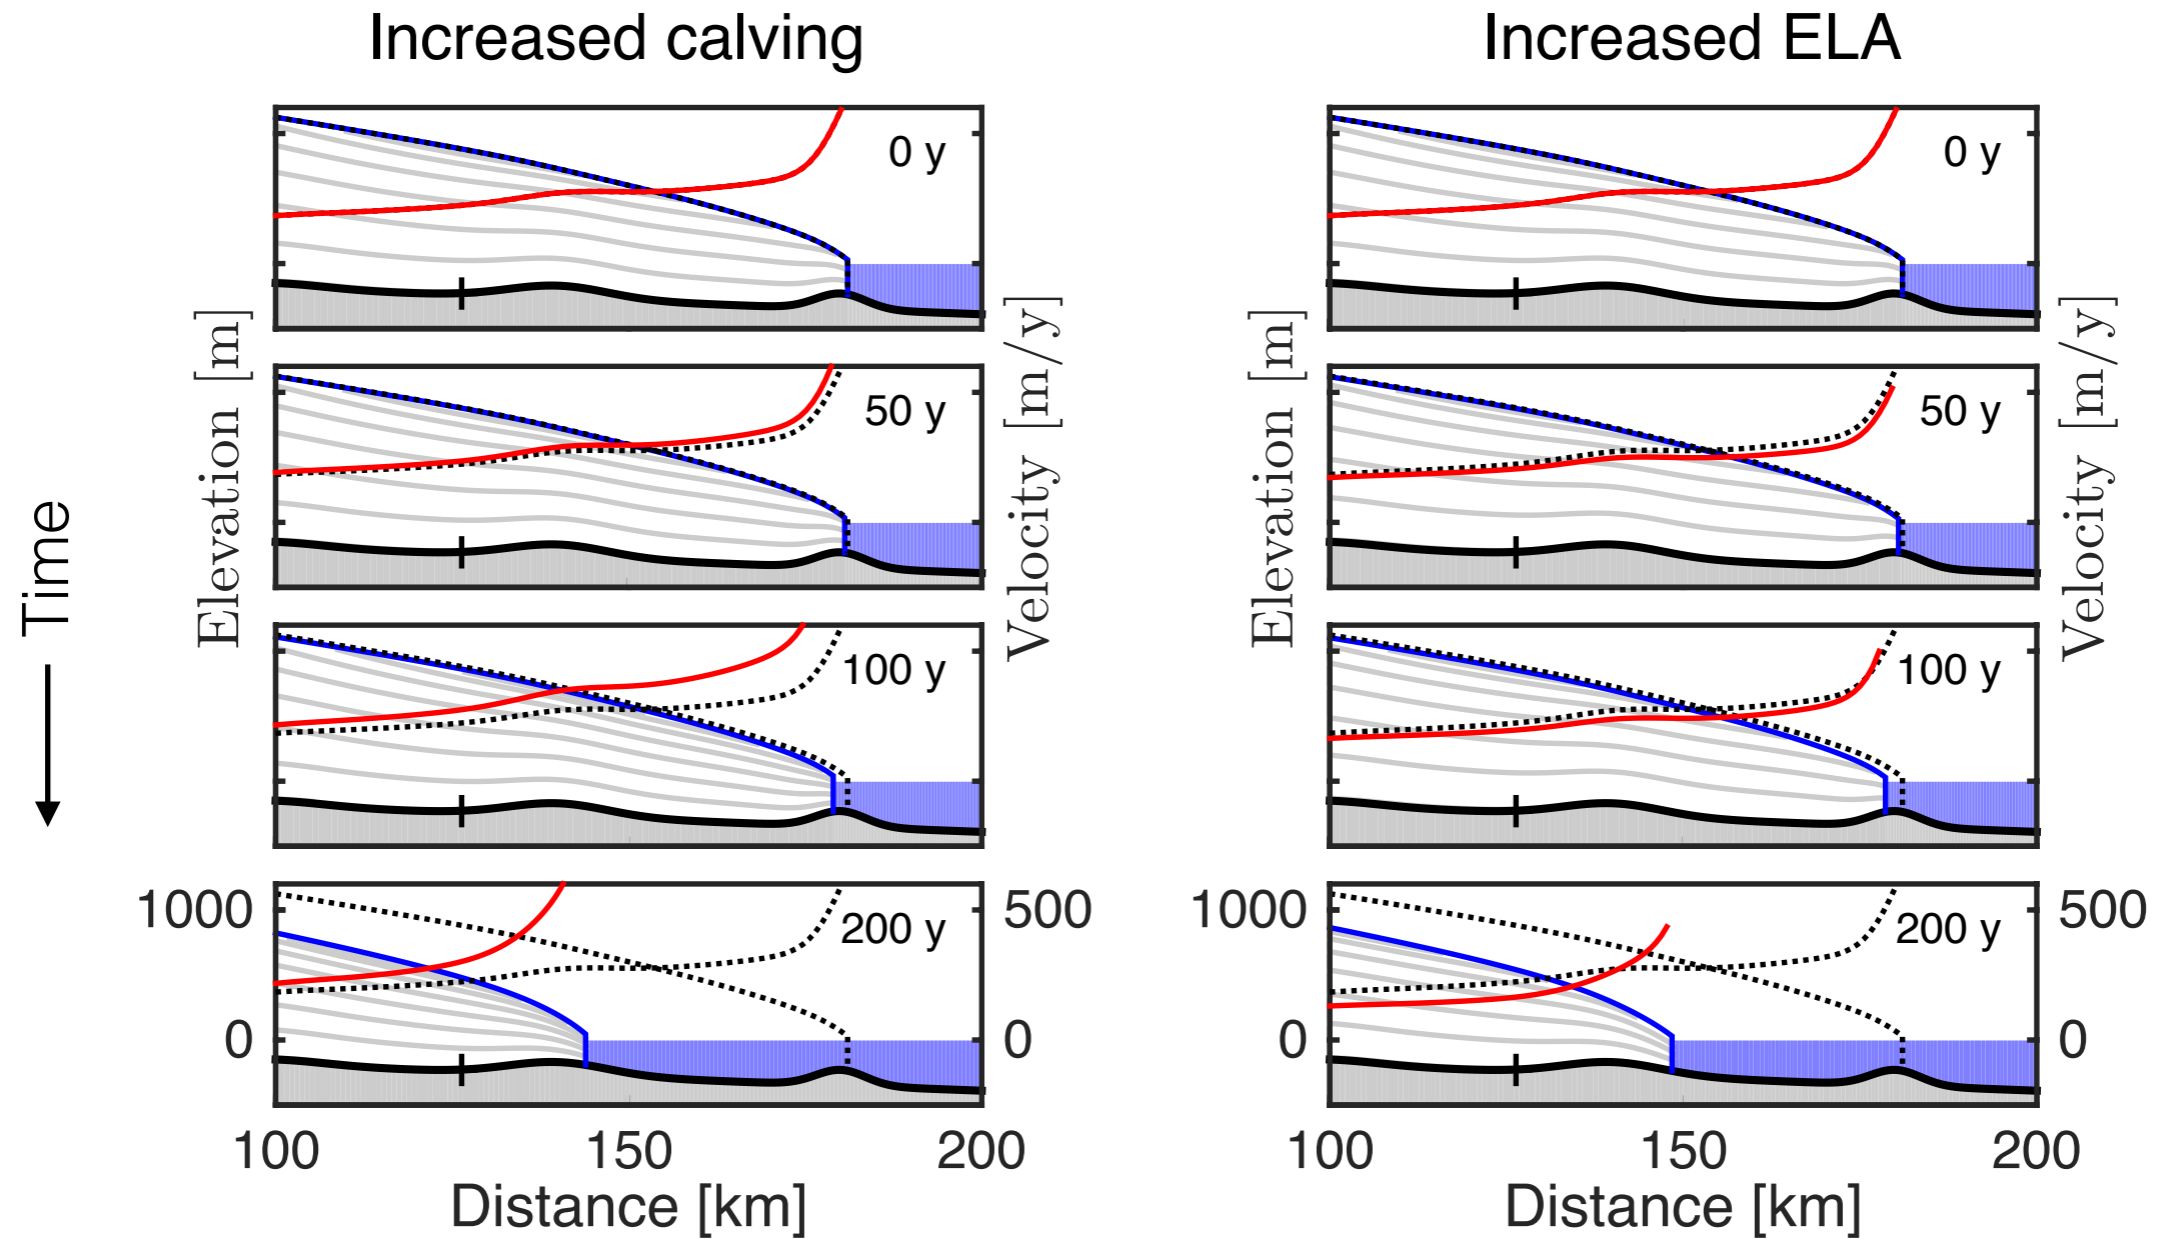 Increased calving
Increased ELA
0 y
0 y
Elevation [m]
Velocity [m/y]
Elevation [m]
Velocity [m/y]
50 y
50 y
Time
100 y
100 y
1000
500
1000
500
200 y
200 y
0
0
0
0
100
150
200
100
150
200
Distance [km]
Distance [km]